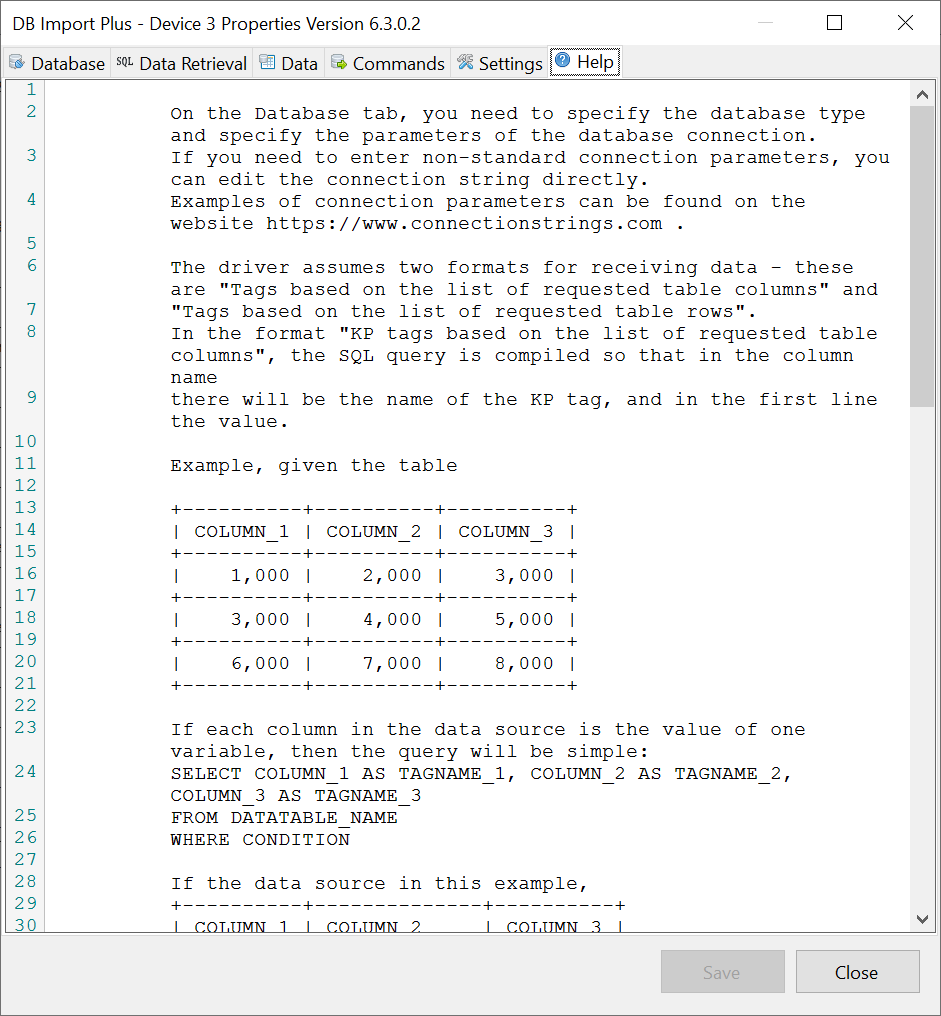 DB Import Plus - Device 3 Properties Version 6.3.0.2
Database SQL Data Retrieval Data Commands Settings Help
1
2 On the Database tab, you need to specify the database type
and specify the parameters of the database connection.
3 If you need to enter non-standard connection parameters, you
can edit the connection string directly.
4 Examples of connection parameters can be found on the
website https://www.connectionstrings.com .
5
6 The driver assumes two formats for receiving data - these
are "Tags based on the list of requested table columns" and
7 "Tags based on the list of requested table rows".
8 In the format "KP tags based on the list of requested table
columns", the SQL query is compiled so that in the column
name
9 there will be the name of the KP tag, and in the first line
the value.
10
11 Example, given the table
12
13 +----------+----------+----------+
14 | COLUMN_1 | COLUMN_2 | COLUMN_3 |
15 +----------+----------+----------+
16 |    1,000 |    2,000 |    3,000 |
17 +----------+----------+----------+
18 |    3,000 |    4,000 |    5,000 |
19 +----------+----------+----------+
20 |    6,000 |    7,000 |    8,000 |
21 +----------+----------+----------+
22
23 If each column in the data source is the value of one
variable, then the query will be simple:
24 SELECT COLUMN_1 AS TAGNAME_1, COLUMN_2 AS TAGNAME_2,
COLUMN_3 AS TAGNAME_3
25 FROM DATATABLE_NAME
26 WHERE CONDITION
27
28 If the data source in this example,
29 +----------+--------------+----------+
30 | COLUMN_1 | COLUMN_2     | COLUMN_3 |
Save Close